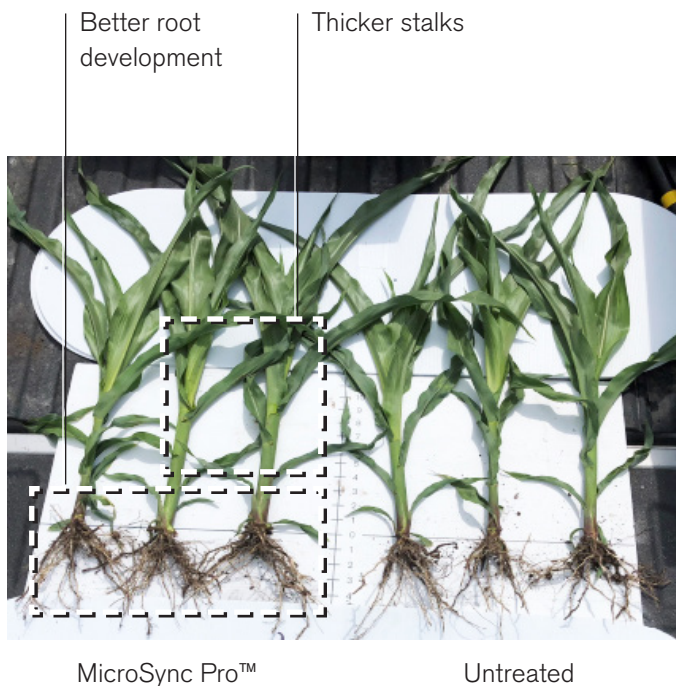 Better root
development
Thicker stalks
MicroSync Pro™
Untreated